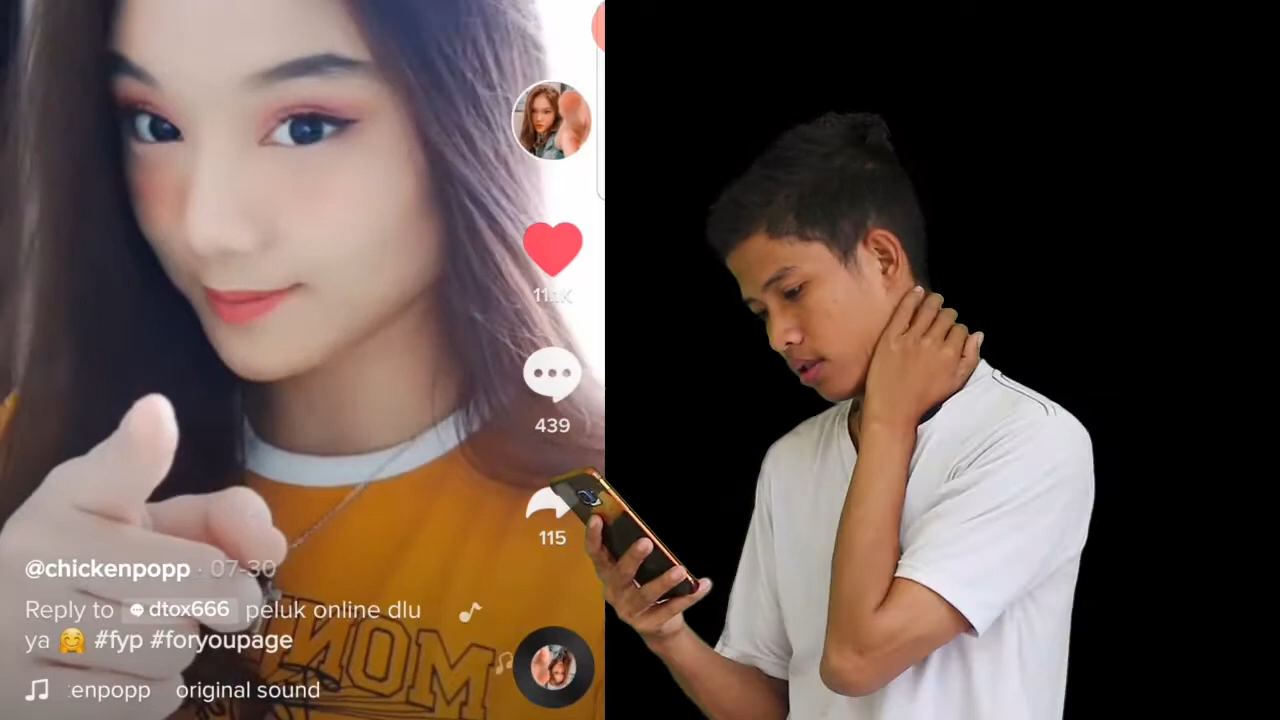 11.1K
439
115
@chickenpopp · 07-30
Reply to dtox666 peluk online dlu
ya 🤗 #fyp #foryoupage
:enpopp original sound